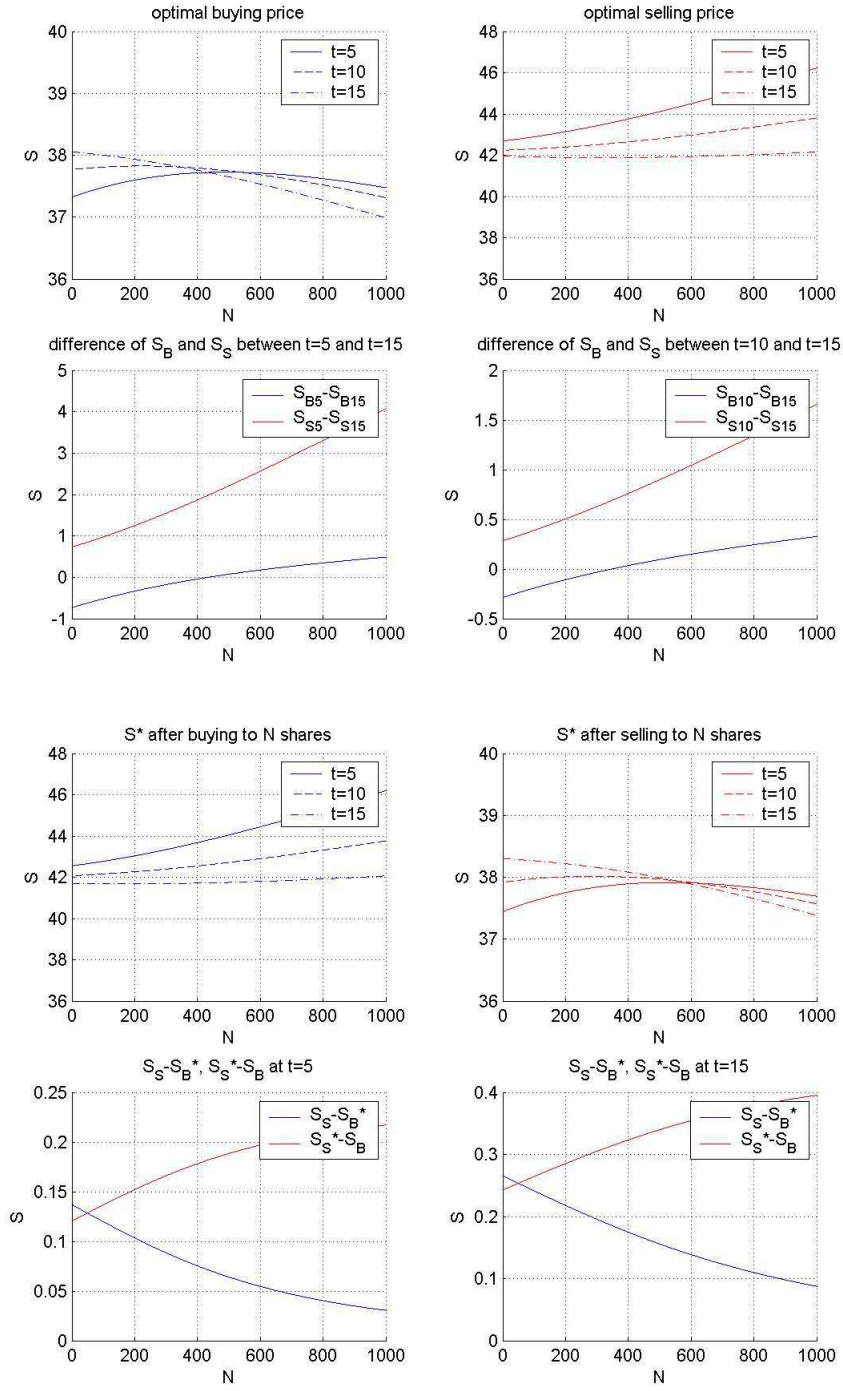 optimal buying price
40
39
38
37
36
S
0 200 400 600 800 1000
N
t=5
t=10
t=15
optimal selling price
48
46
44
42
40
38
36
S
0 200 400 600 800 1000
N
t=5
t=10
t=15
difference of S_B and S_S between t=5 and t=15
5
4
3
2
1
0
-1
S
0 200 400 600 800 1000
N
S_B5-S_B15
S_S5-S_S15
difference of S_B and S_S between t=10 and t=15
2
1.5
1
0.5
0
-0.5
S
0 200 400 600 800 1000
N
S_B10-S_B15
S_S10-S_S15
S* after buying to N shares
48
46
44
42
40
38
36
S
0 200 400 600 800 1000
N
t=5
t=10
t=15
S* after selling to N shares
40
39
38
37
36
S
0 200 400 600 800 1000
N
t=5
t=10
t=15
S_S-S_B*, S_S*-S_B at t=5
0.25
0.2
0.15
0.1
0.05
0
S
0 200 400 600 800 1000
N
S_S-S_B*
S_S*-S_B
S_S-S_B*, S_S*-S_B at t=15
0.4
0.3
0.2
0.1
0
S
0 200 400 600 800 1000
N
S_S-S_B*
S_S*-S_B